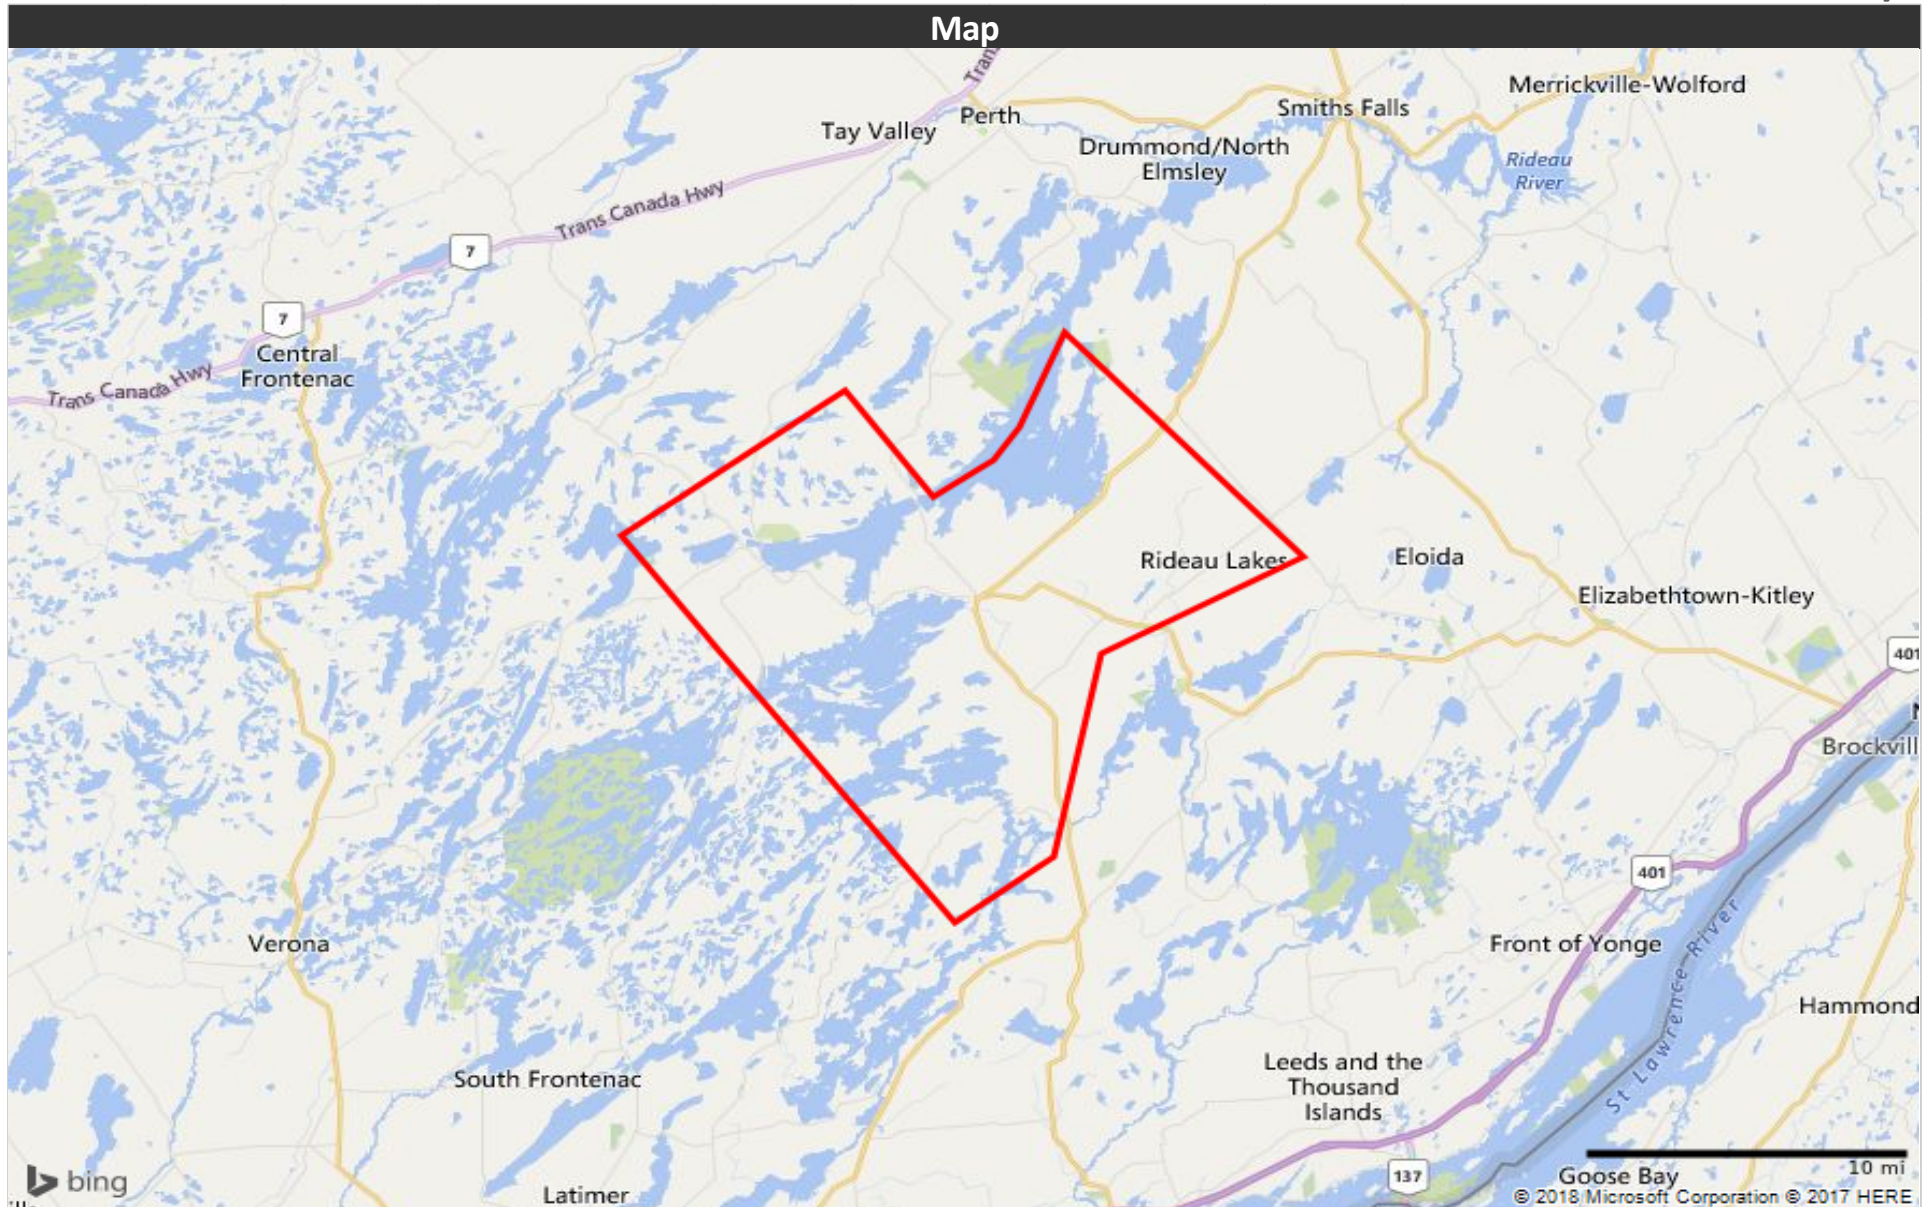 Map
Tran
Merrickville-Wolford
Smiths Falls
Perth
Tay Valley
Drummond/North
Elmsley
Rideau
River
Trans Canada Hwy
7
7
Central
Frontenac
Trans Canada Hwy
Rideau Lakes
Eloida
Elizabethtown-Kitley
401
Brockvill
401
Verona
Front of Yonge
St Lawrence River
Hammond
South Frontenac
Leeds and the
Thousand
Islands
10 mi
137
Goose Bay
bing
Latimer
© 2018 Microsoft Corporation © 2017 HERE